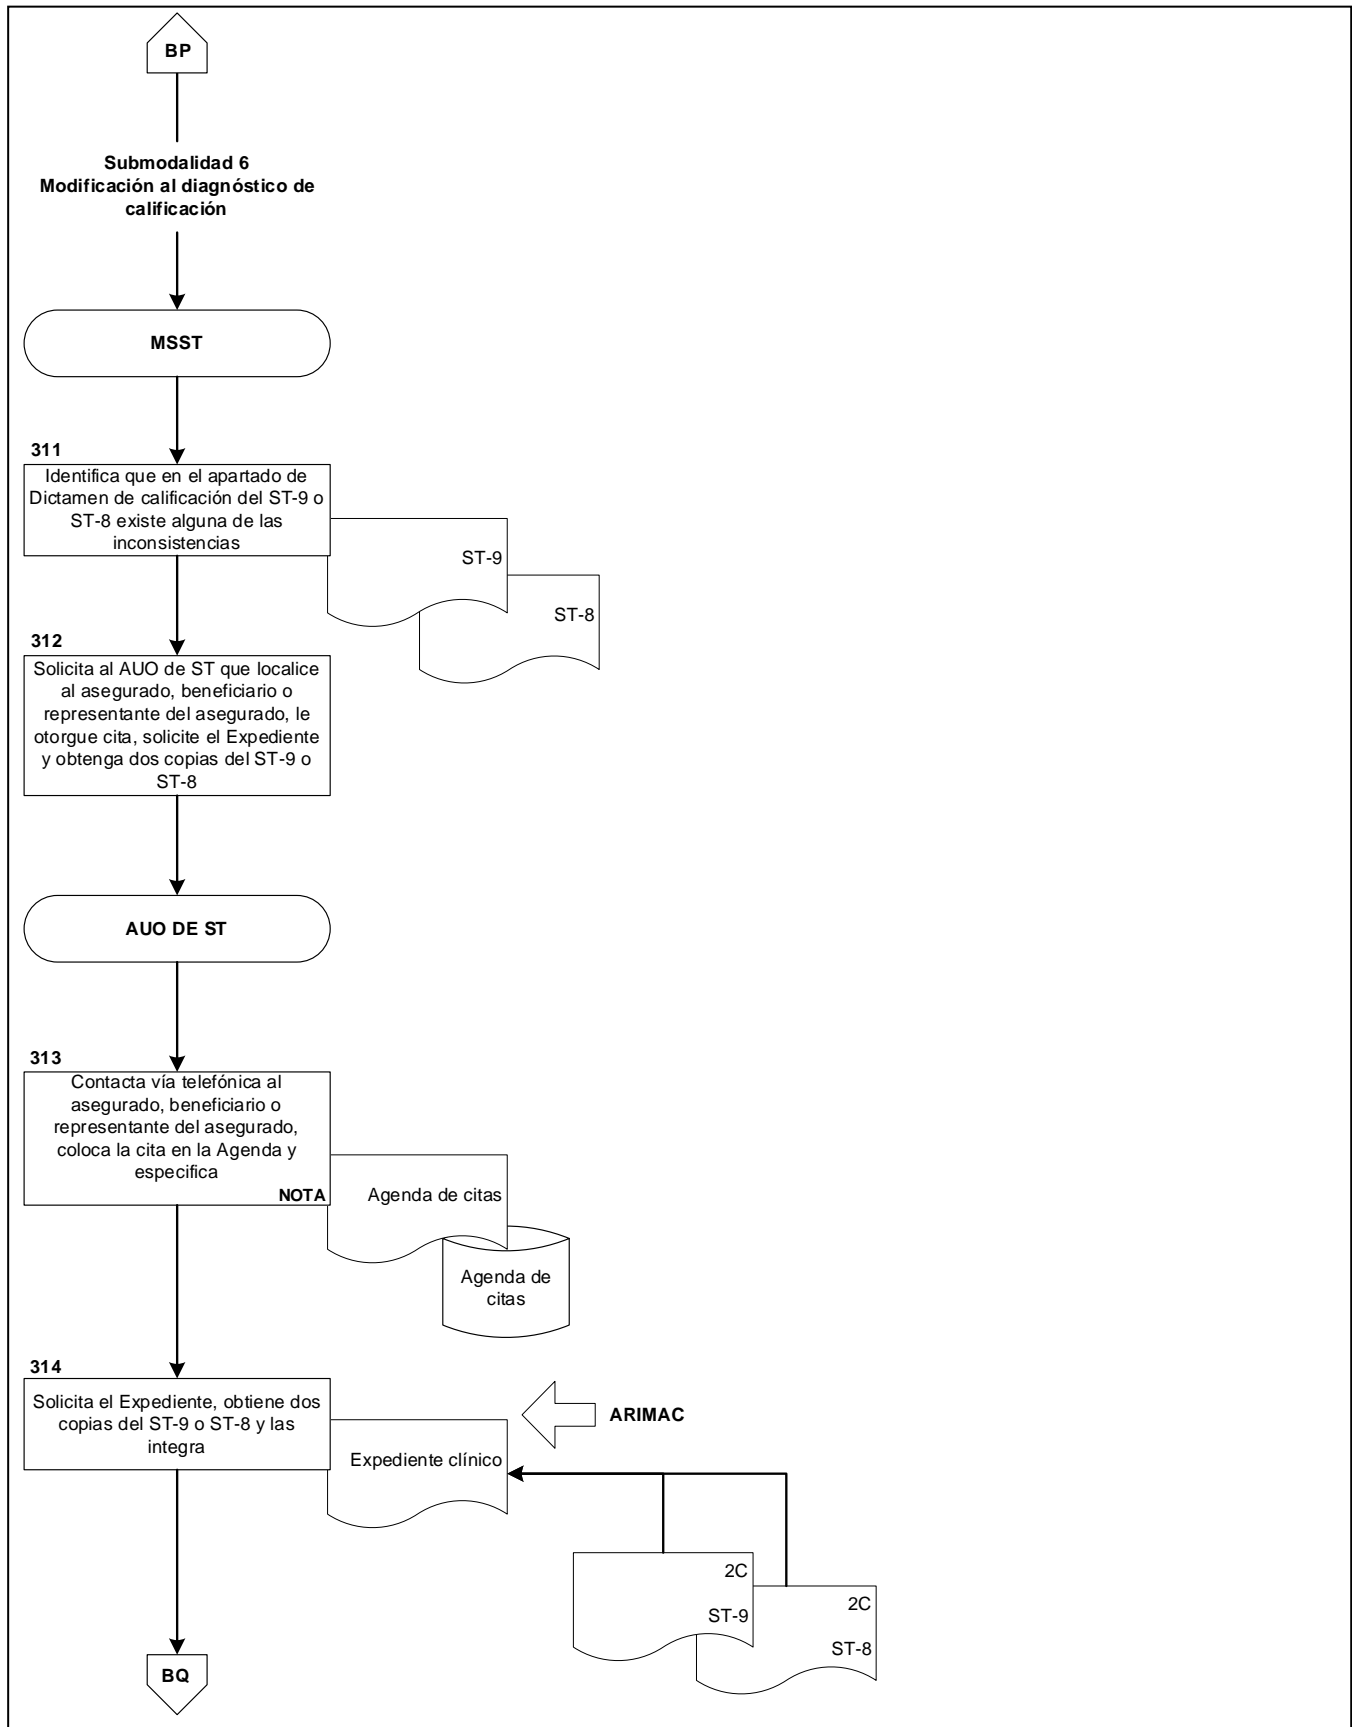 BP
Submodalidad 6
Modificación al diagnóstico de
calificación
MSST
311
Identifica que en el apartado de
Dictamen de calificación del ST-9 o
ST-8 existe alguna de las
inconsistencias
ST-9
ST-8
312
Solicita al AUO de ST que localice
al asegurado, beneficiario o
representante del asegurado, le
otorgue cita, solicite el Expediente
y obtenga dos copias del ST-9 o
ST-8
AUO DE ST
313
Contacta vía telefónica al
asegurado, beneficiario o
representante del asegurado,
coloca la cita en la Agenda y
especifica
NOTA
Agenda de citas
Agenda de
citas
314
Solicita el Expediente, obtiene dos
copias del ST-9 o ST-8 y las
integra
ARIMAC
Expediente clínico
2C
ST-9
2C
ST-8
BQ